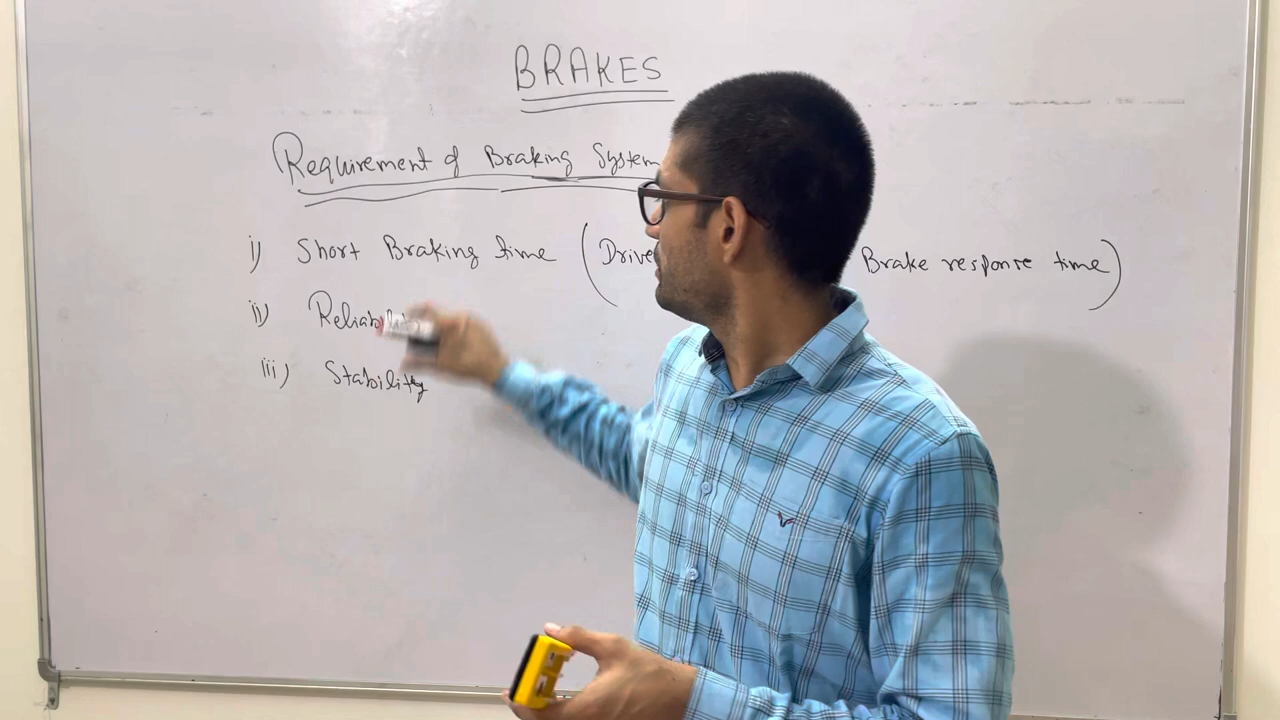 BRAKES
Requirement of Braking System
i) Short Braking time (Drive Brake response time)
ii) Reliab
iii) Stability